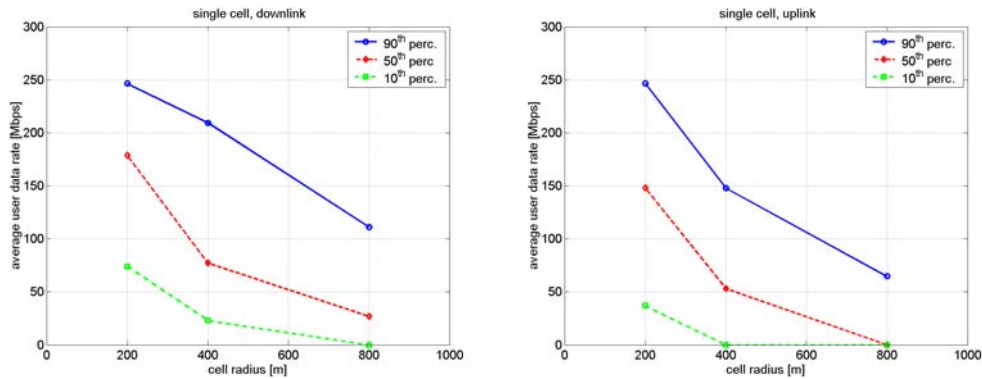 single cell, downlink
300
250
200
150
100
50
0
0
200
400
600
800
1000
average user data rate [Mbps]
cell radius [m]
90th perc.
50th perc
10th perc.
single cell, uplink
300
250
200
150
100
50
0
0
200
400
600
800
1000
average user data rate [Mbps]
cell radius [m]
90th perc.
50th perc
10th perc.